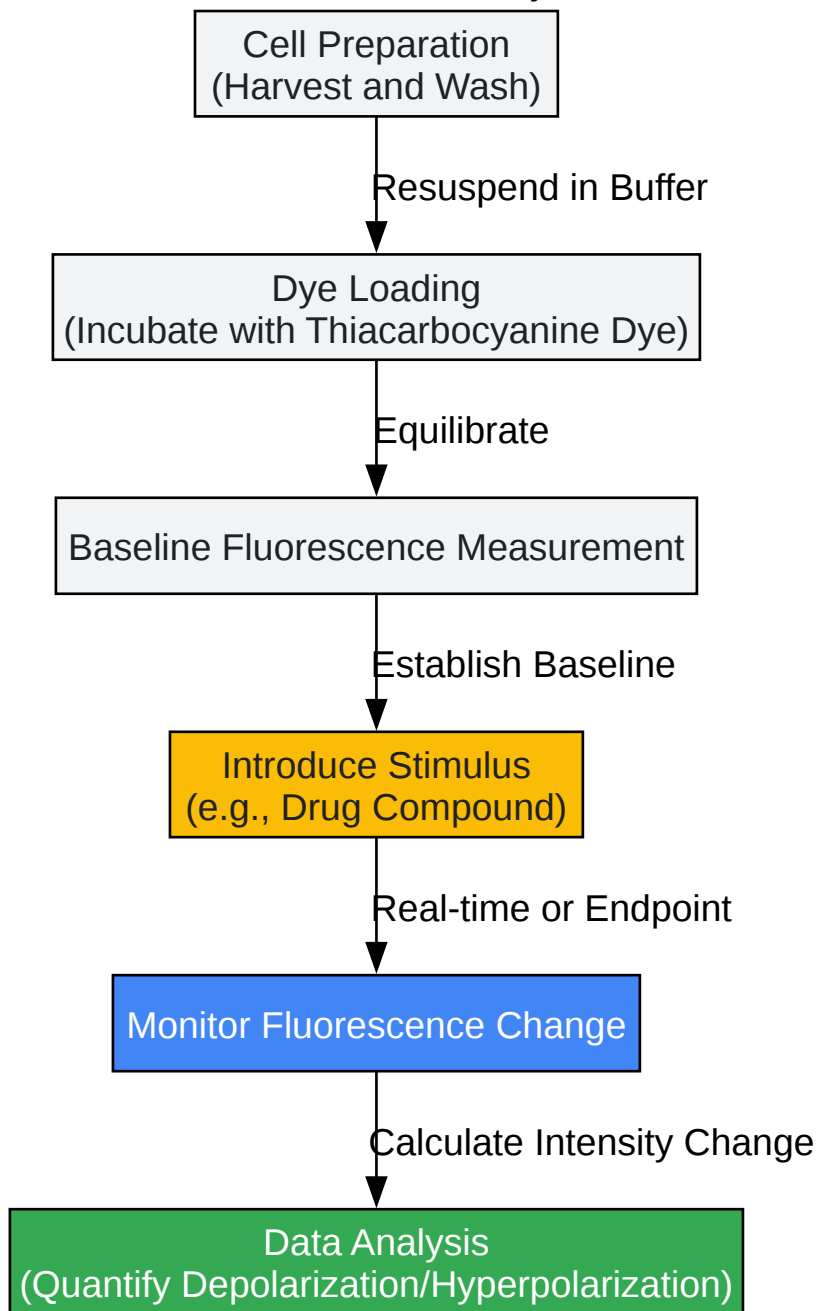 Cell Preparation
(Harvest and Wash)
Resuspend in Buffer
Dye Loading
(Incubate with Thiacarbocyanine Dye)
Equilibrate
Baseline Fluorescence Measurement
Establish Baseline
Introduce Stimulus
(e.g., Drug Compound)
Real-time or Endpoint
Monitor Fluorescence Change
Calculate Intensity Change
Data Analysis
(Quantify Depolarization/Hyperpolarization)